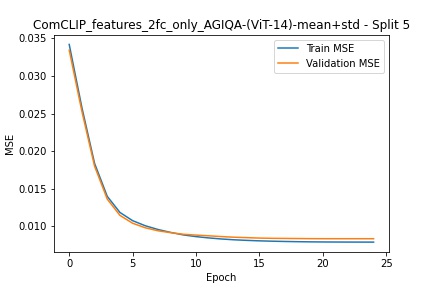 ComCLIP_features_2fc_only_AGIQA-(ViT-14)-mean+std - Split 5
0.035
0.030
0.025
0.020
0.015
0.010
MSE
Train MSE
Validation MSE
0 5 10 15 20 25
Epoch